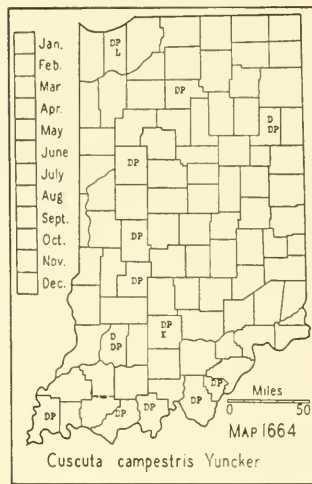 Jan.
Feb.
Mar
Apr.
May
June
July
Aug
Sept.
Oct.
Nov.
Dec.
DP
L
DP
D
DP
DP
DP
DP
D
DP
DP
K
DP
DP
DP
DP
DP
Miles
0 50
MAP 1664
Cuscuta campestris Yuncker